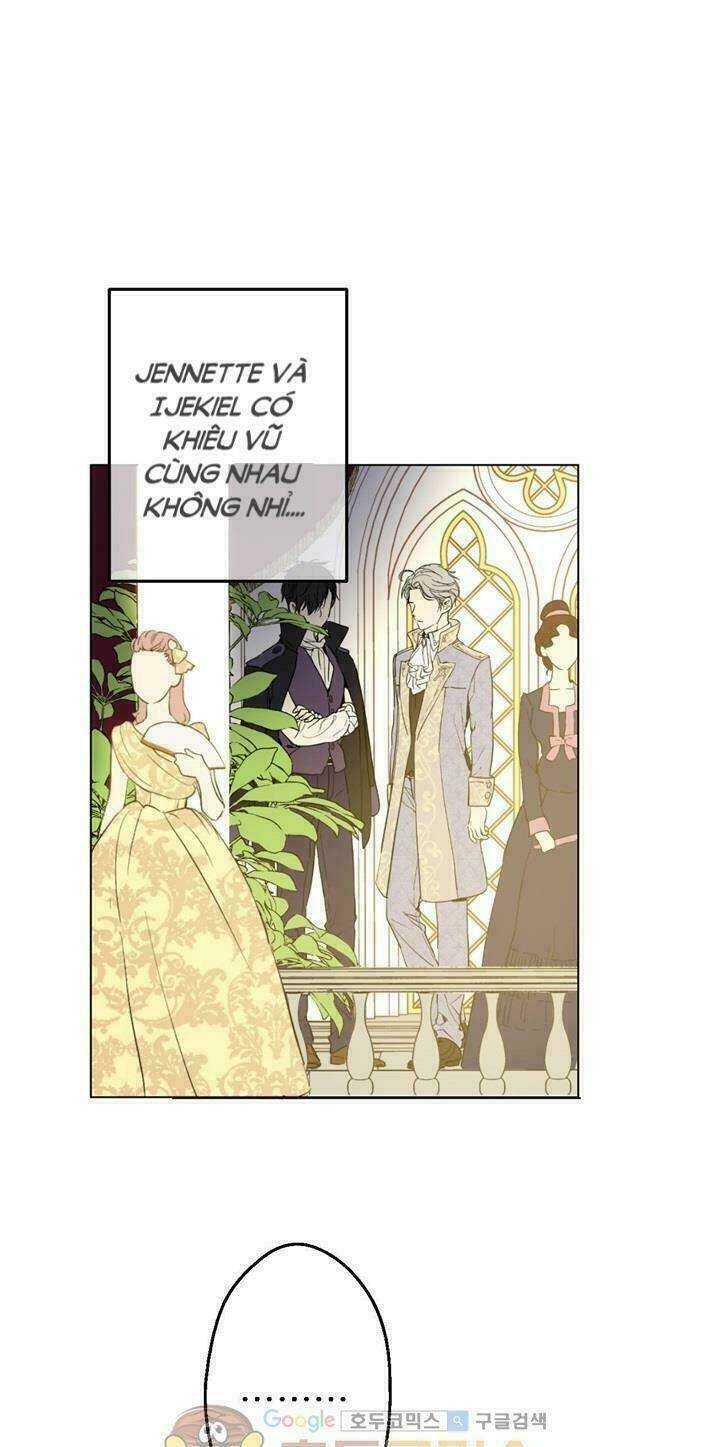 JENNETTE VÀ
IJEKIEL CÓ
KHIÊU VŨ
CÙNG NHAU
KHÔNG NHỈ....
.........
Google 호두코믹스 구글검색